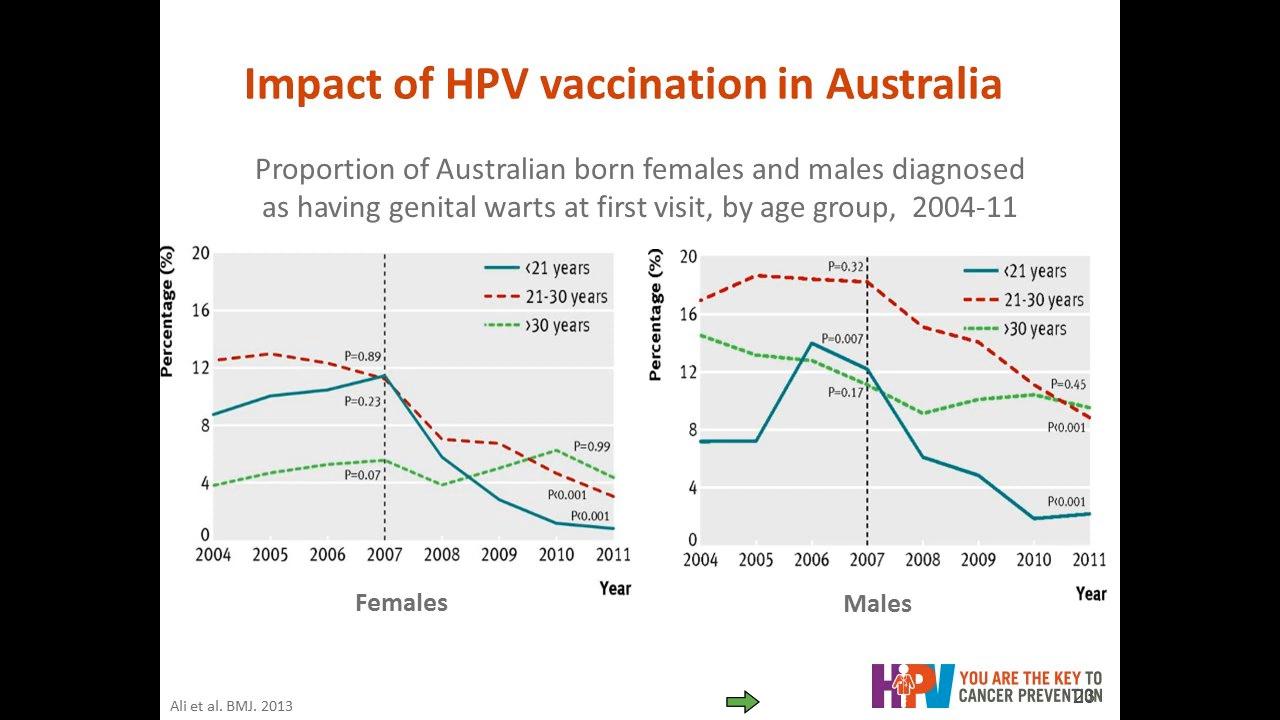 Impact of HPV vaccination in Australia
Proportion of Australian born females and males diagnosed
as having genital warts at first visit, by age group, 2004-11
Percentage (%)
20
16
12
8
4
0
<21 years
21-30 years
>30 years
P=0.89
P=0.23
P=0.07
P=0.99
P<0.001
P<0.001
2004 2005 2006 2007 2008 2009 2010 2011
Year
Females
Percentage (%)
20
16
12
8
4
0
<21 years
21-30 years
>30 years
P=0.32
P=0.007
P=0.17
P=0.45
P<0.001
P<0.001
2004 2005 2006 2007 2008 2009 2010 2011
Year
Males
Ali et al. BMJ. 2013
HPV
YOU ARE THE KEY TO
CANCER PREVENTION
23